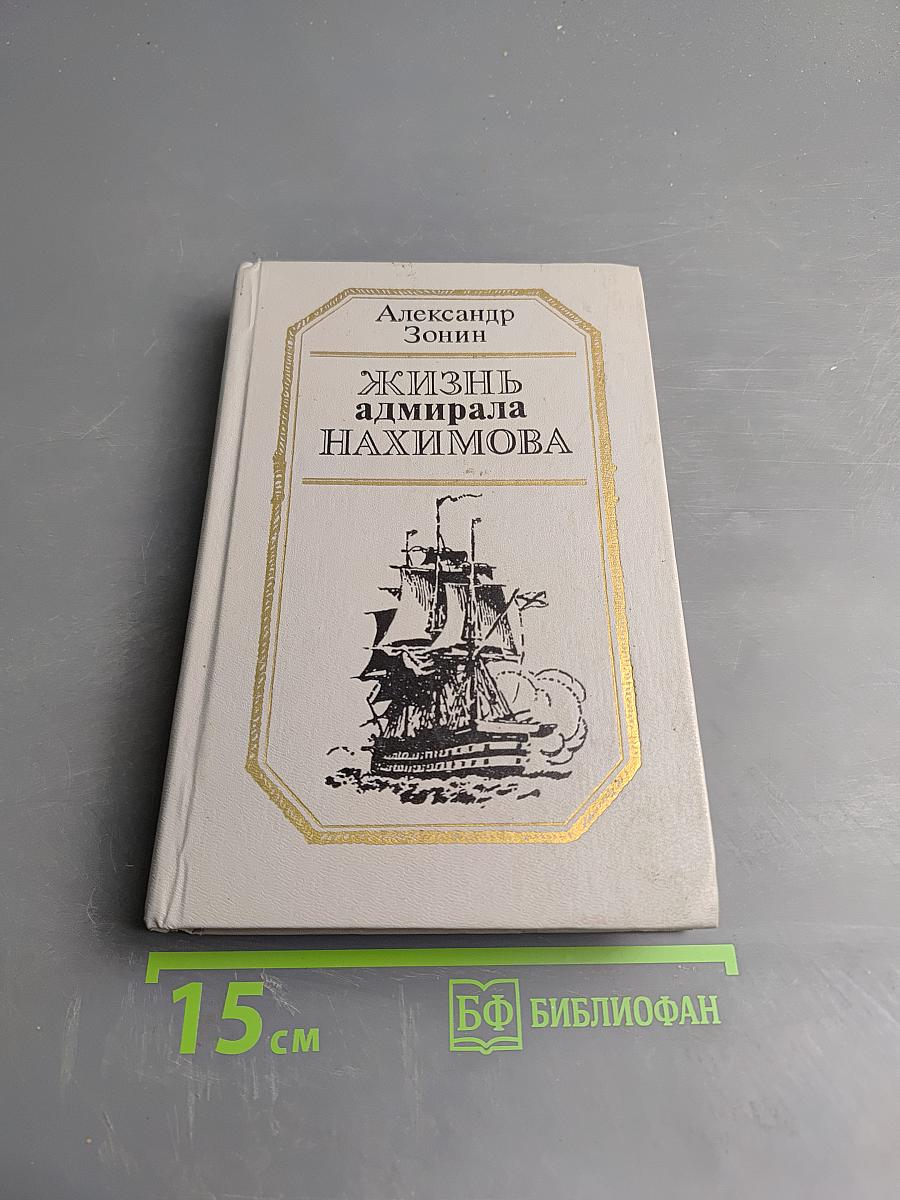 Александр
Зонин
ЖИЗНЬ
адмирала
НАХИМОВА
15 см
БФ БИБЛИОФАН